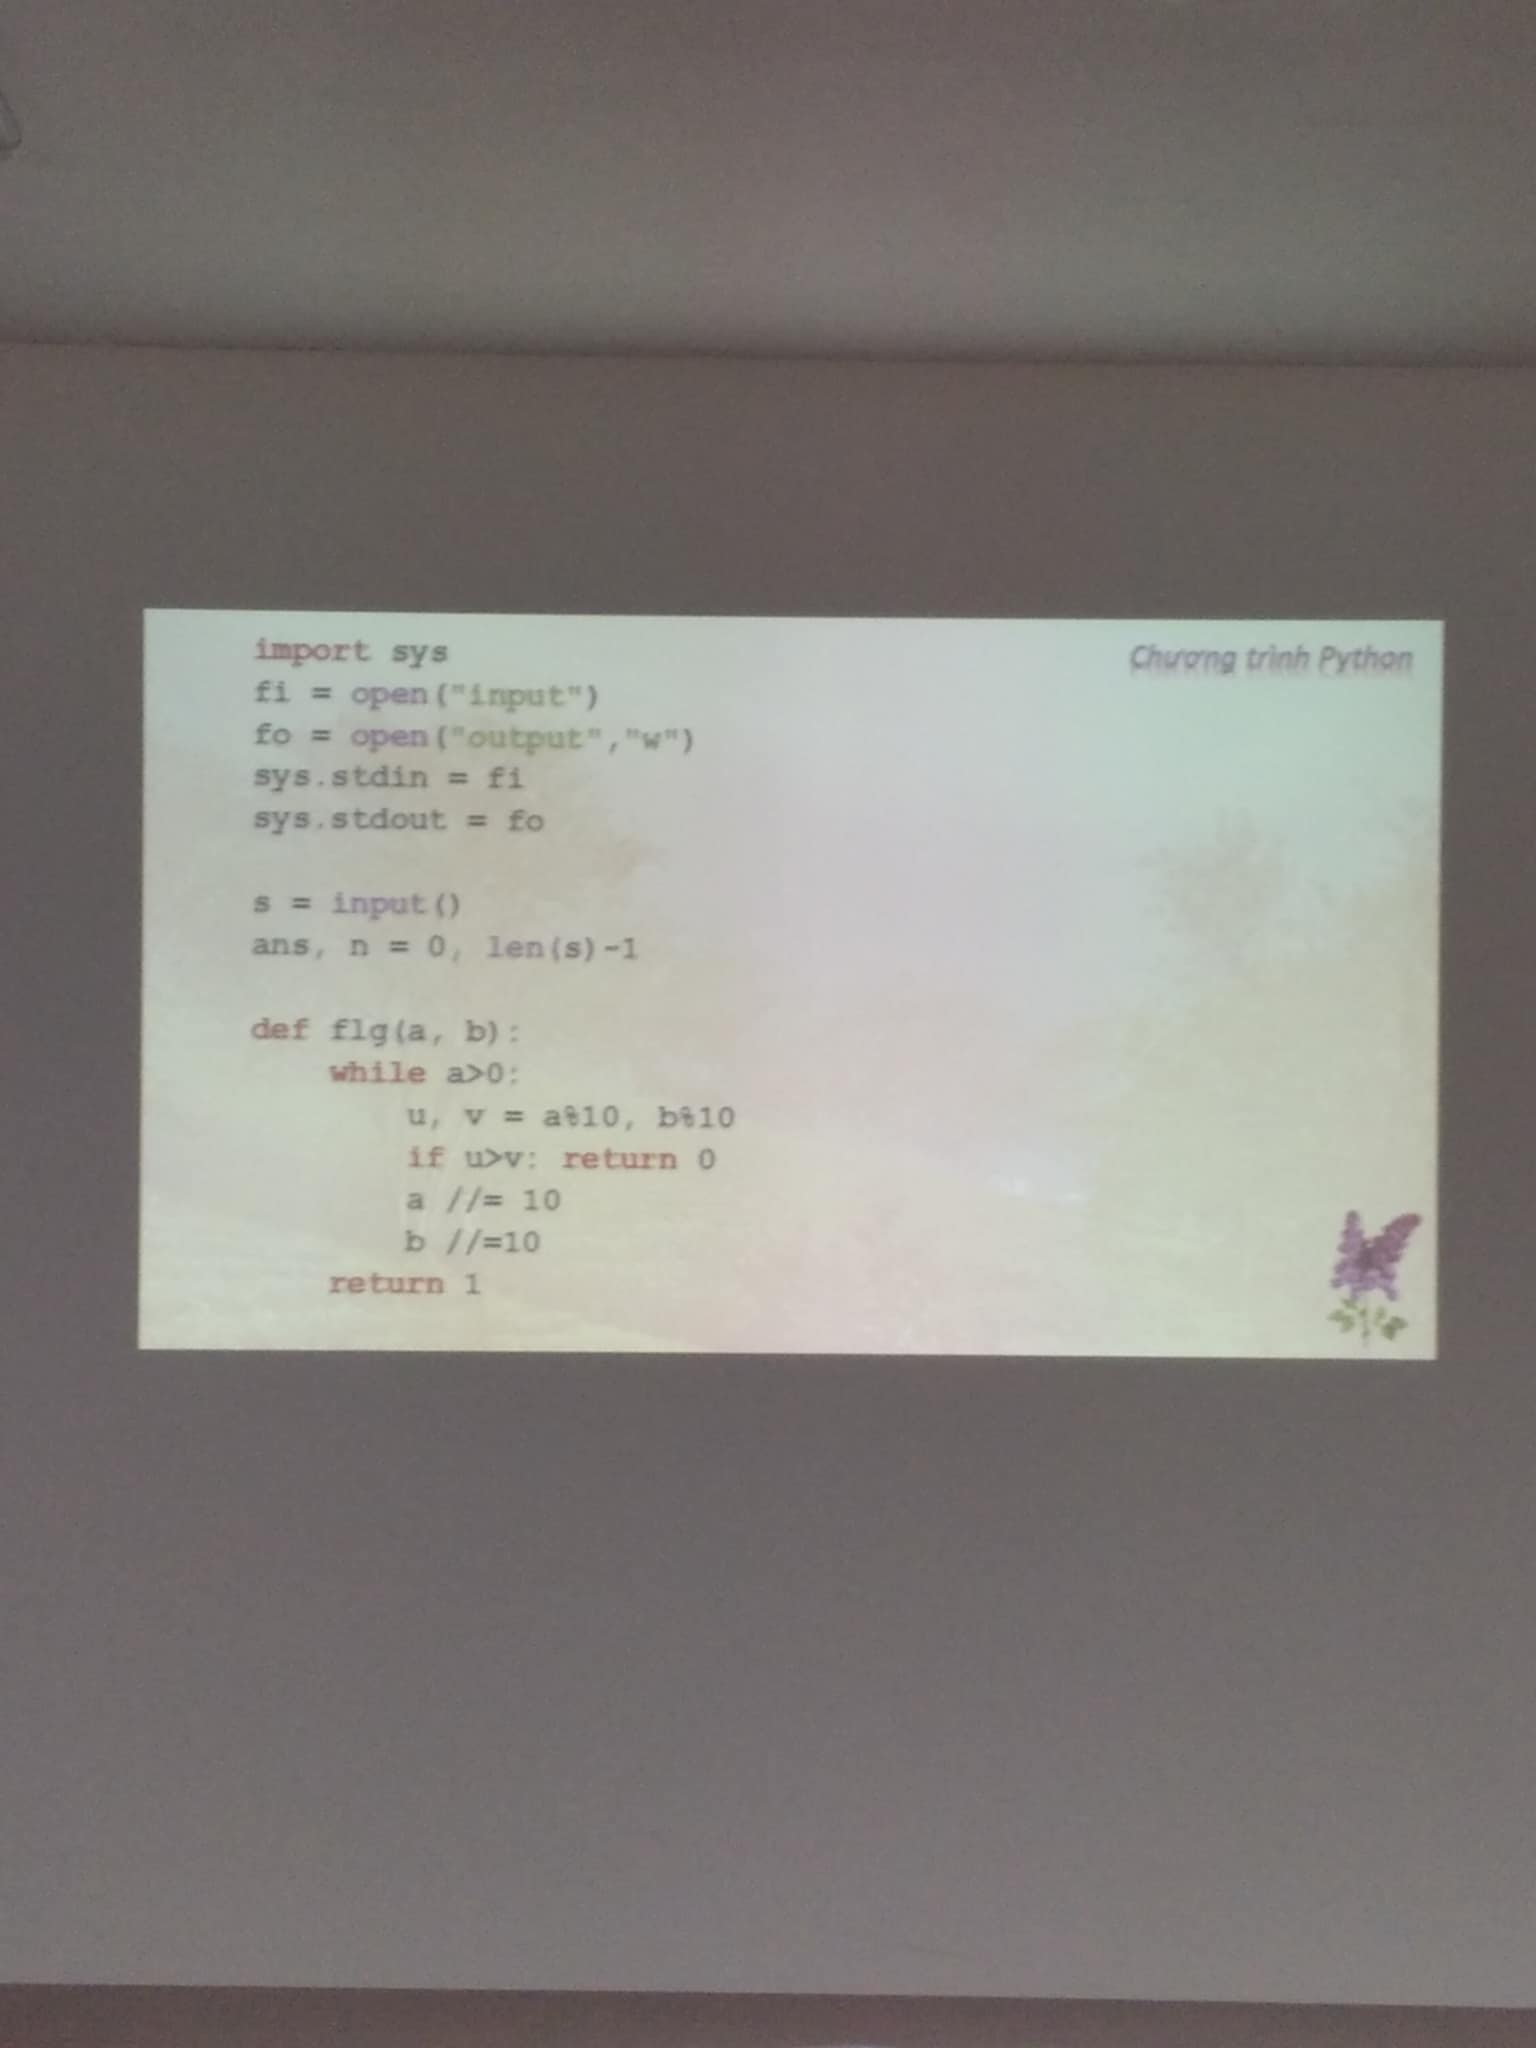 import sys
Chương trình Python
fi = open("input")
fo = open("output","w")
sys.stdin = fi
sys.stdout = fo
s = input()
ans, n = 0, len(s)-1
def flg(a, b):
while a>0:
u, v = a%10, b%10
if u>v: return 0
a //= 10
b //=10
return 1